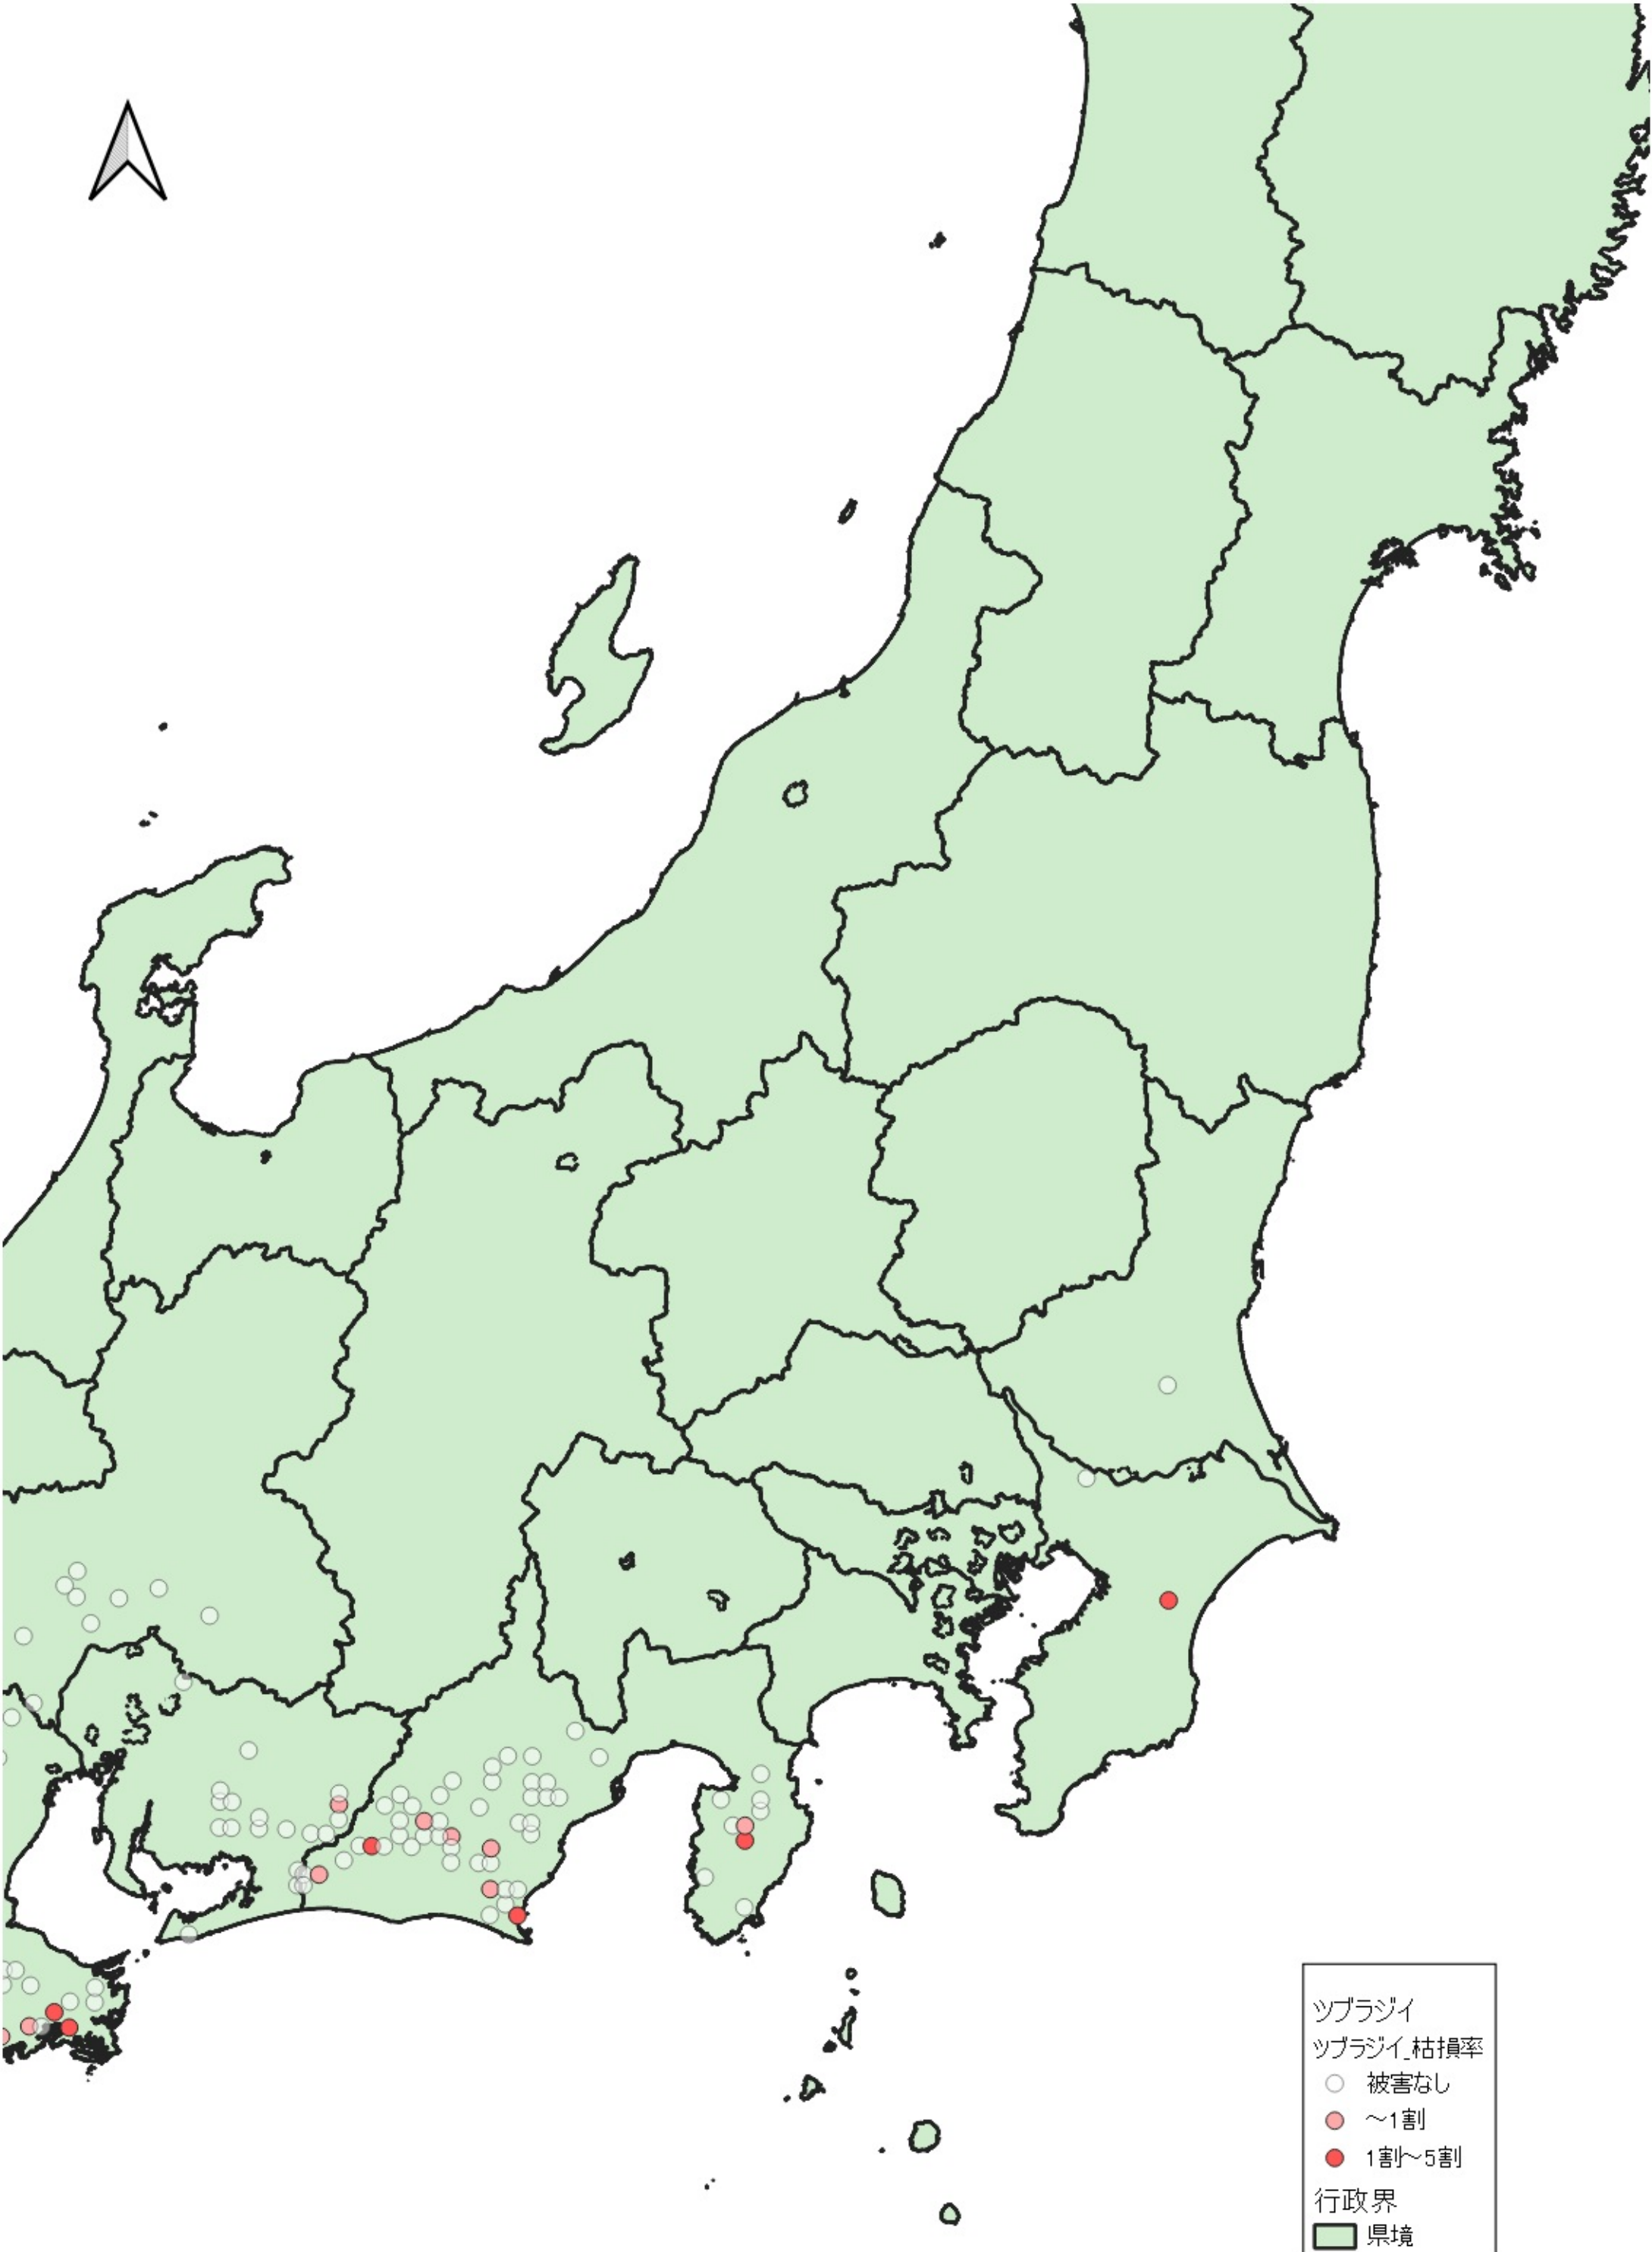 ツブラジイ
ツブラジイ_枯損率
被害なし
～1割
1割～5割
行政界
県境